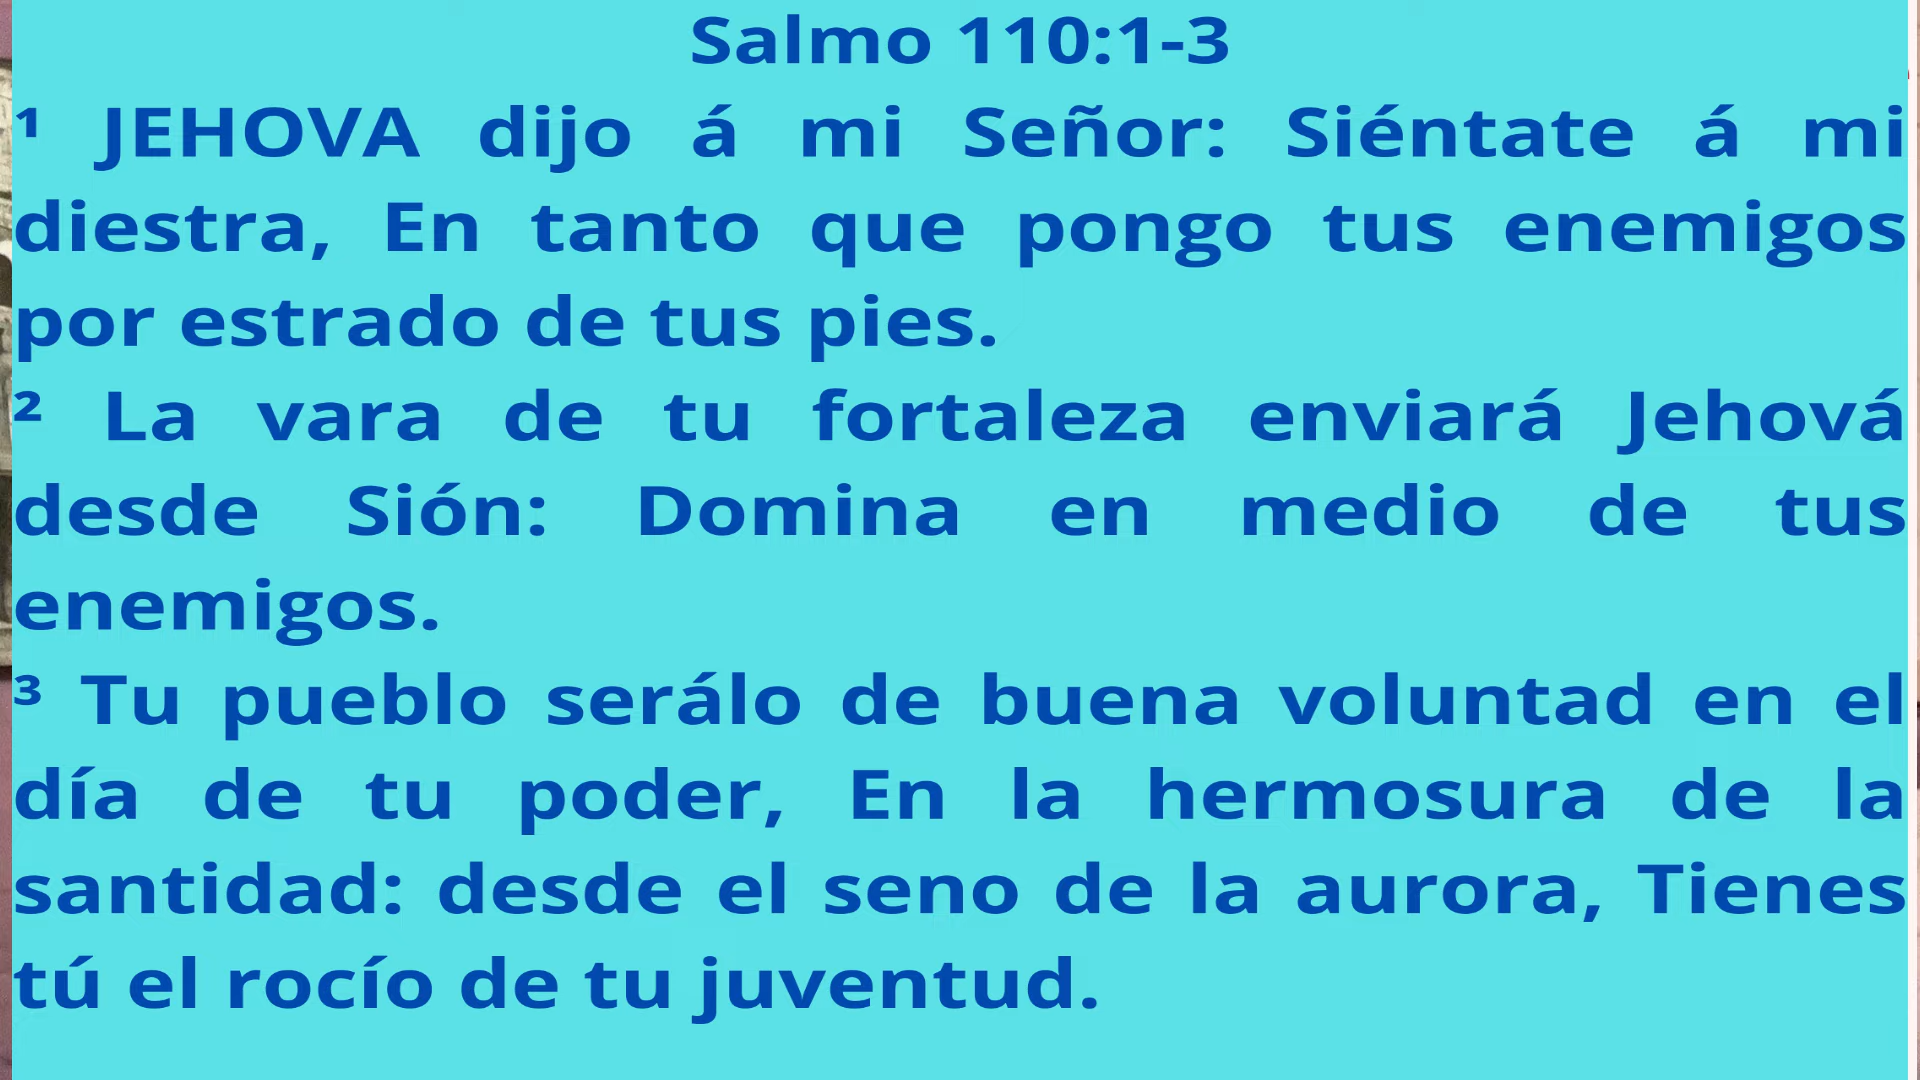 Salmo 110:1-3
¹ JEHOVA dijo á mi Señor: Siéntate á mi
diestra, En tanto que pongo tus enemigos
por estrado de tus pies.
² La vara de tu fortaleza enviará Jehová
desde Sión: Domina en medio de tus
enemigos.
³ Tu pueblo serálo de buena voluntad en el
día de tu poder, En la hermosura de la
santidad: desde el seno de la aurora, Tienes
tú el rocío de tu juventud.